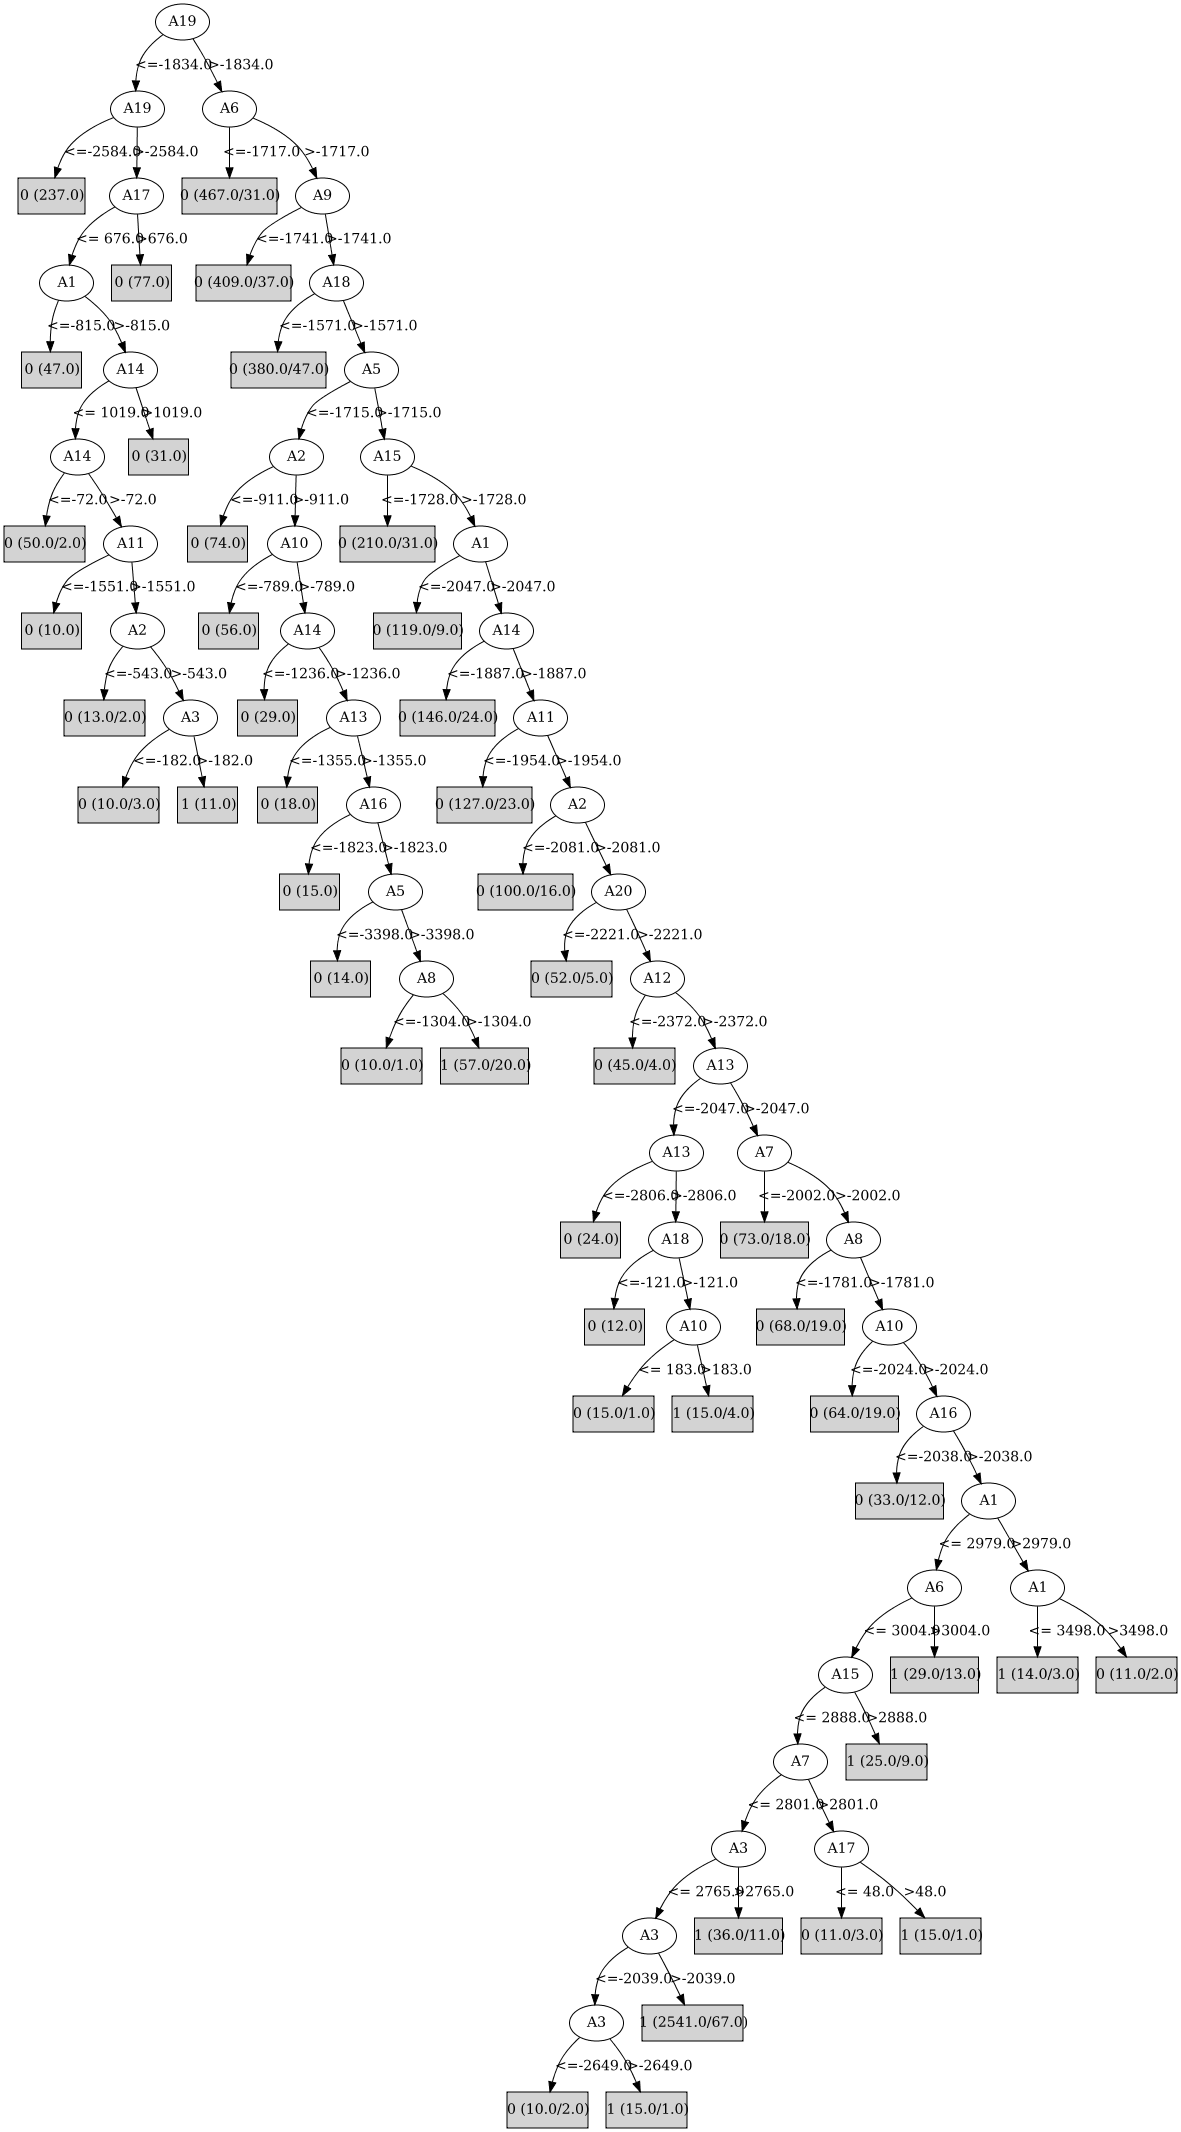 A19
<=-1834.0 >-1834.0
A19 A6
<=-2584.0 >-2584.0 <=-1717.0 >-1717.0
0 (237.0) A17 0 (467.0/31.0) A9
<= 676.0 >676.0 <=-1741.0 >-1741.0
A1 0 (77.0) 0 (409.0/37.0) A18
<=-815.0 >-815.0 <=-1571.0 >-1571.0
0 (47.0) A14 0 (380.0/47.0) A5
<= 1019.0 >1019.0 <=-1715.0 >-1715.0
A14 0 (31.0) A2 A15
<=-72.0 >-72.0 <=-911.0 >-911.0 <=-1728.0 >-1728.0
0 (50.0/2.0) A11 0 (74.0) A10 0 (210.0/31.0) A1
<=-1551.0 >-1551.0 <=-789.0 >-789.0 <=-2047.0 >-2047.0
0 (10.0) A2 0 (56.0) A14 0 (119.0/9.0) A14
<=-543.0 >-543.0 <=-1236.0 >-1236.0 <=-1887.0 >-1887.0
0 (13.0/2.0) A3 0 (29.0) A13 0 (146.0/24.0) A11
<=-182.0 >-182.0 <=-1355.0 >-1355.0 <=-1954.0 >-1954.0
0 (10.0/3.0) 1 (11.0) 0 (18.0) A16 0 (127.0/23.0) A2
<=-1823.0 >-1823.0 <=-2081.0 >-2081.0
0 (15.0) A5 0 (100.0/16.0) A20
<=-3398.0 >-3398.0 <=-2221.0 >-2221.0
0 (14.0) A8 0 (52.0/5.0) A12
<=-1304.0 >-1304.0 <=-2372.0 >-2372.0
0 (10.0/1.0) 1 (57.0/20.0) 0 (45.0/4.0) A13
<=-2047.0 >-2047.0
A13 A7
<=-2806.0 >-2806.0 <=-2002.0 >-2002.0
0 (24.0) A18 0 (73.0/18.0) A8
<=-121.0 >-121.0 <=-1781.0 >-1781.0
0 (12.0) A10 0 (68.0/19.0) A10
<= 183.0 >183.0 <=-2024.0 >-2024.0
0 (15.0/1.0) 1 (15.0/4.0) 0 (64.0/19.0) A16
<=-2038.0 >-2038.0
0 (33.0/12.0) A1
<= 2979.0 >2979.0
A6 A1
<= 3004.0 >3004.0 <= 3498.0 >3498.0
A15 1 (29.0/13.0) 1 (14.0/3.0) 0 (11.0/2.0)
<= 2888.0 >2888.0
A7 1 (25.0/9.0)
<= 2801.0 >2801.0
A3 A17
<= 2765.0 >2765.0 <= 48.0 >48.0
A3 1 (36.0/11.0) 0 (11.0/3.0) 1 (15.0/1.0)
<=-2039.0 >-2039.0
A3 1 (2541.0/67.0)
<=-2649.0 >-2649.0
0 (10.0/2.0) 1 (15.0/1.0)